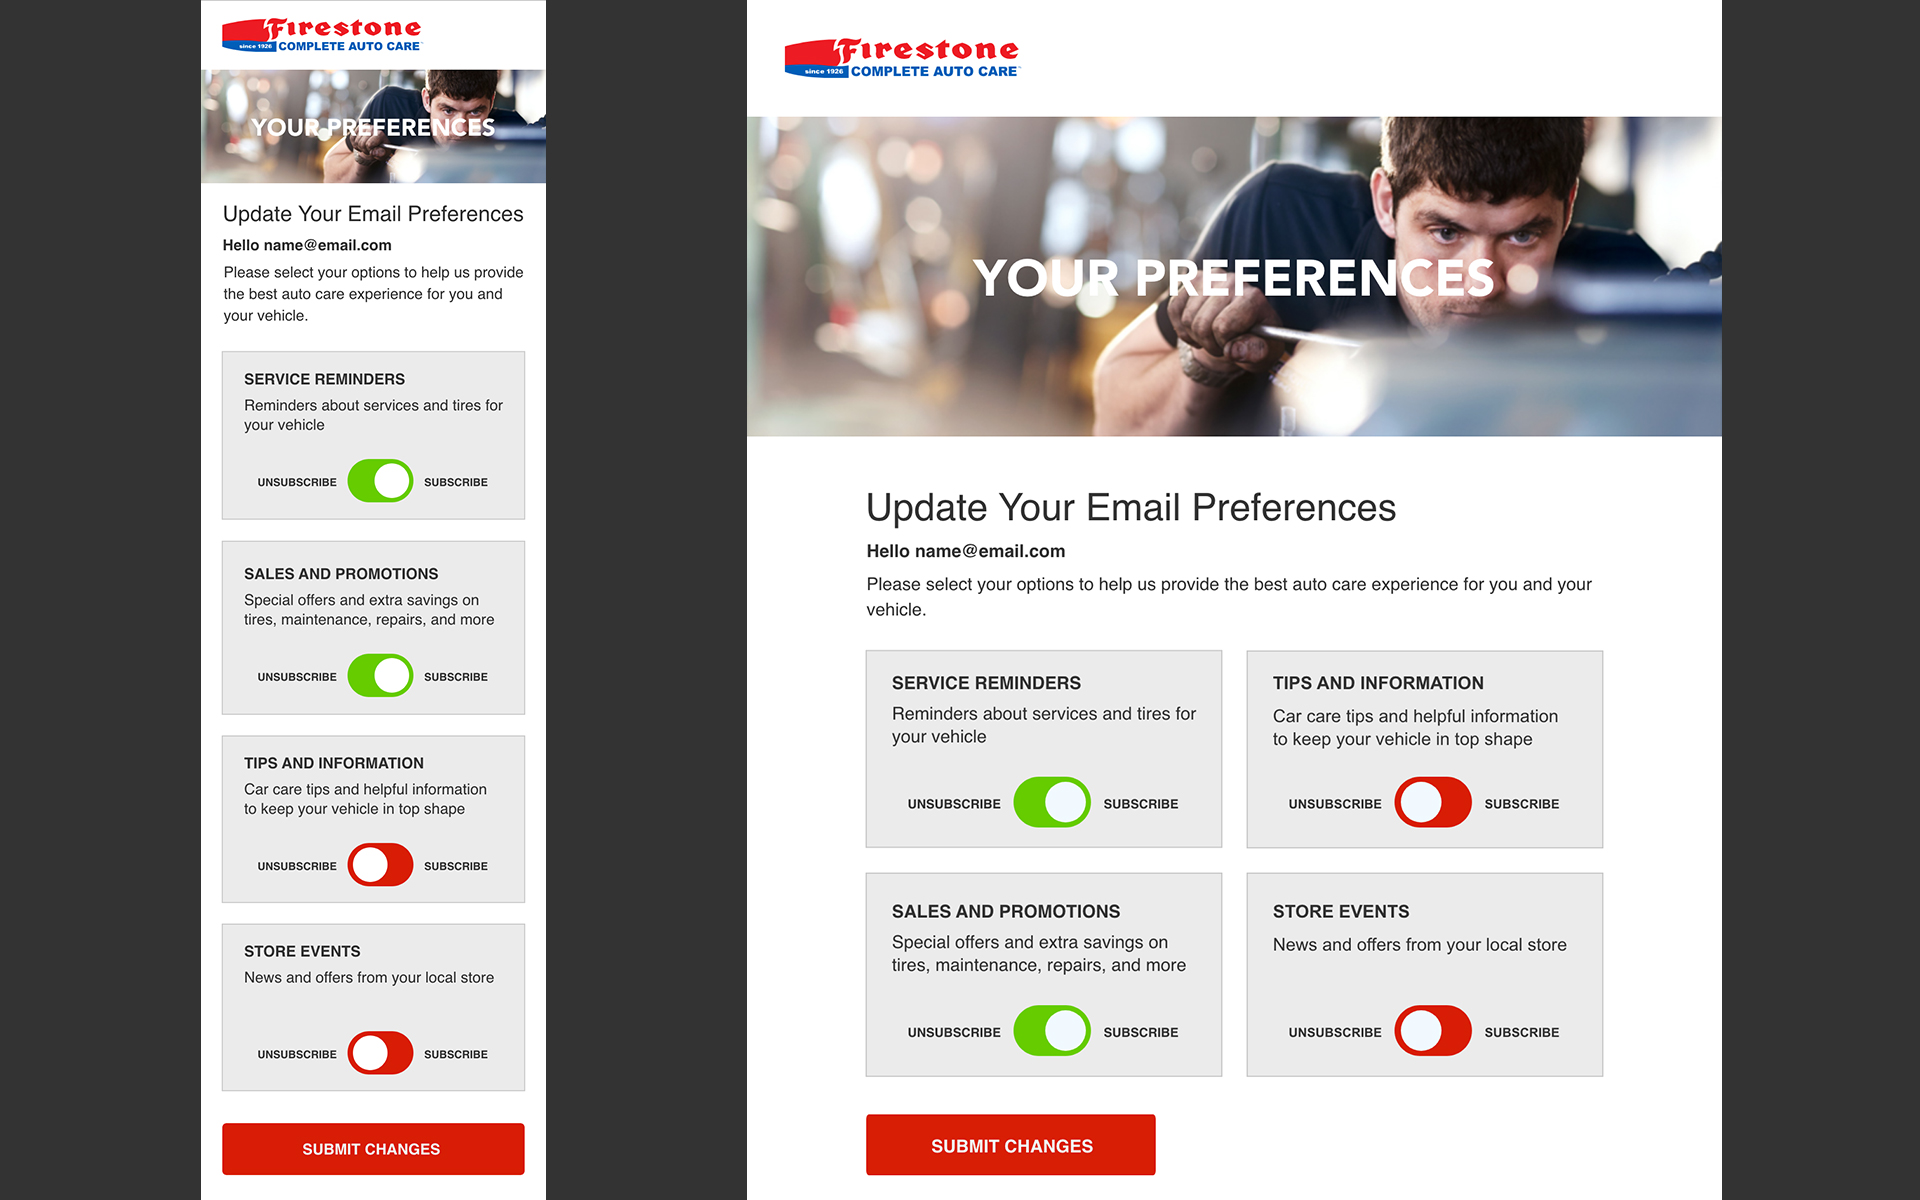 Firestone
since 1926 COMPLETE AUTO CARE
YOUR PREFERENCES
Update Your Email Preferences
Hello name@email.com
Please select your options to help us provide
the best auto care experience for you and
your vehicle.
SERVICE REMINDERS
Reminders about services and tires for
your vehicle
UNSUBSCRIBE SUBSCRIBE
SALES AND PROMOTIONS
Special offers and extra savings on
tires, maintenance, repairs, and more
UNSUBSCRIBE SUBSCRIBE
TIPS AND INFORMATION
Car care tips and helpful information
to keep your vehicle in top shape
UNSUBSCRIBE SUBSCRIBE
STORE EVENTS
News and offers from your local store
UNSUBSCRIBE SUBSCRIBE
SUBMIT CHANGES
Firestone
since 1926 COMPLETE AUTO CARE
YOUR PREFERENCES
Update Your Email Preferences
Hello name@email.com
Please select your options to help us provide the best auto care experience for you and your
vehicle.
SERVICE REMINDERS
Reminders about services and tires for
your vehicle
UNSUBSCRIBE SUBSCRIBE
TIPS AND INFORMATION
Car care tips and helpful information
to keep your vehicle in top shape
UNSUBSCRIBE SUBSCRIBE
SALES AND PROMOTIONS
Special offers and extra savings on
tires, maintenance, repairs, and more
UNSUBSCRIBE SUBSCRIBE
STORE EVENTS
News and offers from your local store
UNSUBSCRIBE SUBSCRIBE
SUBMIT CHANGES